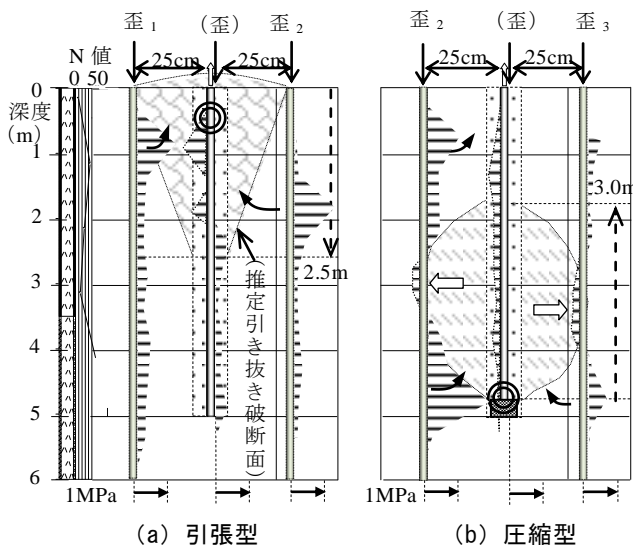 歪₁ (歪) 歪₂
N 値 25cm 25cm
0 50
0
深度
(m)
1
2
3
4
5
6
2.5m
(推定引き抜き破断面)
1MPa
(a) 引張型
歪₂ (歪) 歪₃
25cm 25cm
3.0m
1MPa
(b) 圧縮型